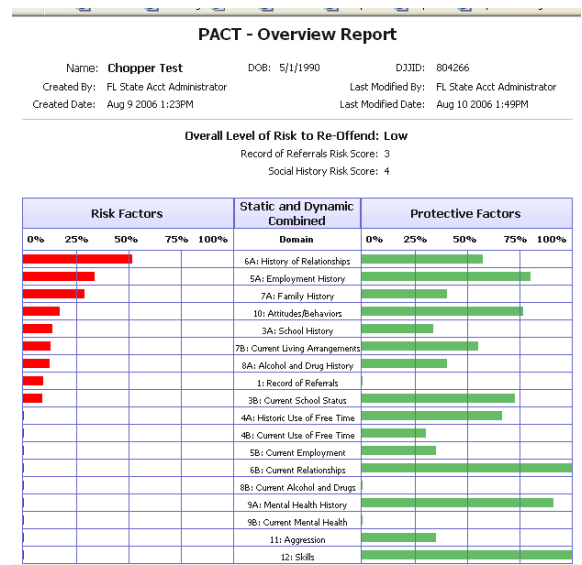 PACT - Overview Report
Name: Chopper Test DOB: 5/1/1990 DJJID: 804266
Created By: FL State Acct Administrator Last Modified By: FL State Acct Administrator
Created Date: Aug 9 2006 1:23PM Last Modified Date: Aug 10 2006 1:49PM
Overall Level of Risk to Re-Offend: Low
Record of Referrals Risk Score: 3
Social History Risk Score: 4
Risk Factors Static and Dynamic Combined Protective Factors
0% 25% 50% 75% 100% Domain 0% 25% 50% 75% 100%
6A: History of Relationships
5A: Employment History
7A: Family History
10: Attitudes/Behaviors
3A: School History
7B: Current Living Arrangements
8A: Alcohol and Drug History
1: Record of Referrals
3B: Current School Status
4A: Historic Use of Free Time
4B: Current Use of Free Time
5B: Current Employment
6B: Current Relationships
8B: Current Alcohol and Drugs
9A: Mental Health History
9B: Current Mental Health
11: Aggression
12: Skills